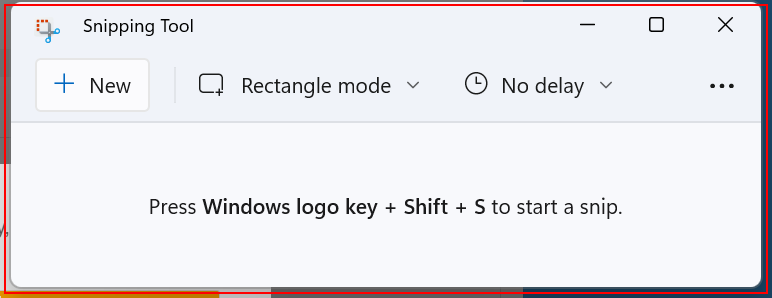 Snipping Tool
New Rectangle mode No delay
Press Windows logo key + Shift + S to start a snip.